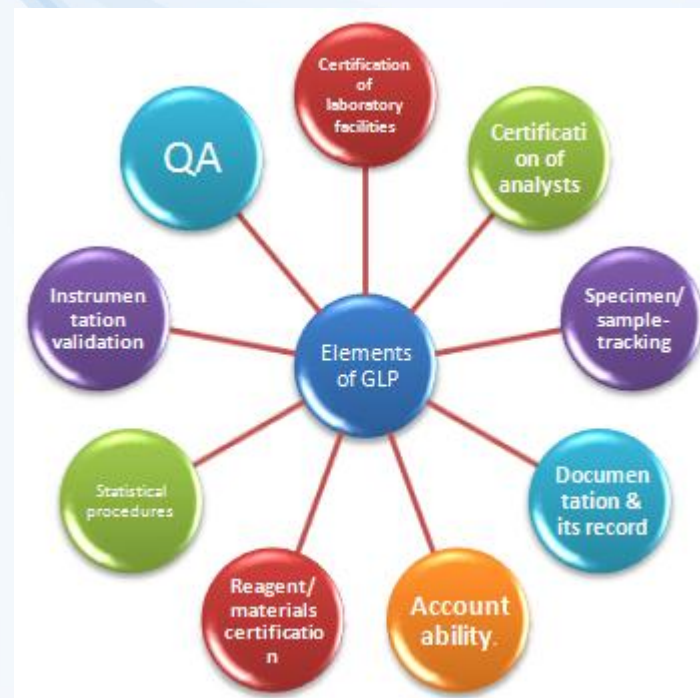 Certification
of
laboratory
facilities
Certificati
on of
analysts
Specimen/
sample-
tracking
Documen
tation &
its record
Account
ability.
Reagent/
materials
certificatio
n
Statistical
procedures
Instrumen
tation
validation
QA
Elements
of GLP